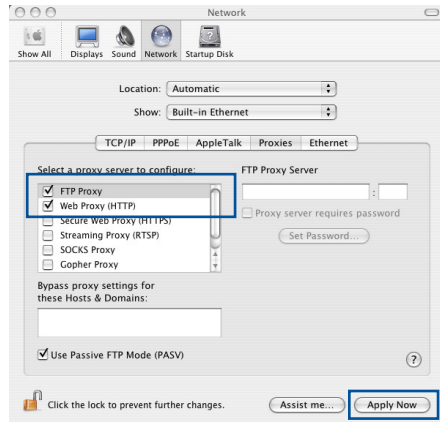 Network
Show All Displays Sound Network Startup Disk
Location: Automatic
Show: Built-in Ethernet
TCP/IP PPPoE AppleTalk Proxies Ethernet
Select a proxy server to configure: FTP Proxy Server
FTP Proxy
Web Proxy (HTTP)
Secure Web Proxy (HTTPS)
Streaming Proxy (RTSP)
SOCKS Proxy
Gopher Proxy
:
Proxy server requires password
Set Password...
Bypass proxy settings for
these Hosts & Domains:
Use Passive FTP Mode (PASV)
?
Click the lock to prevent further changes. Assist me... Apply Now